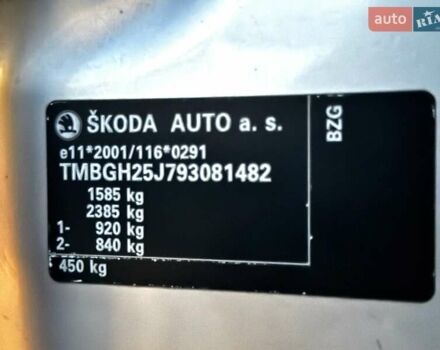 auto RIA
ŠKODA AUTO a. s.
BZG
e11*2001/116*0291
TMBGH25J793081482
1585 kg
2385 kg
1- 920 kg
2- 840 kg
450 kg